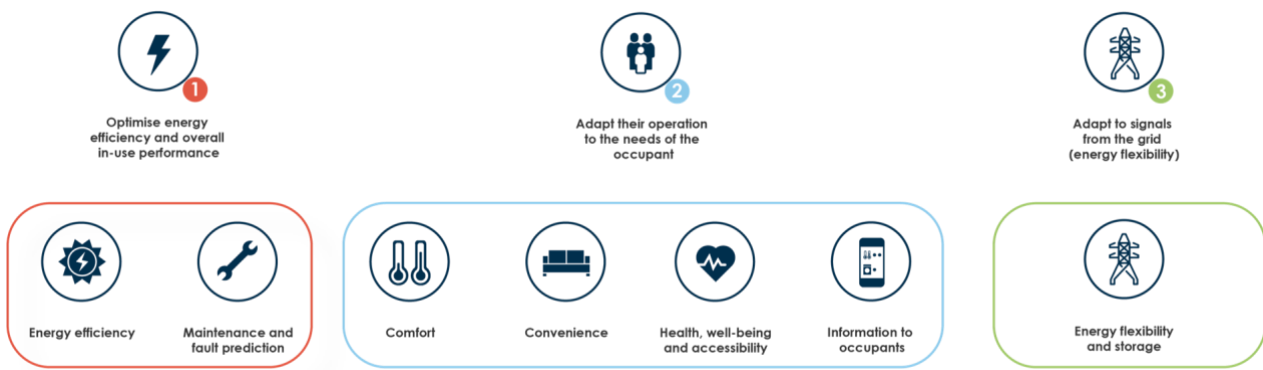 1
Optimise energy
efficiency and overall
in-use performance
2
Adapt their operation
to the needs of the
occupant
3
Adapt to signals
from the grid
(energy flexibility)
Energy efficiency
Maintenance and
fault prediction
Comfort
Convenience
Health, well-being
and accessibility
Information to
occupants
Energy flexibility
and storage